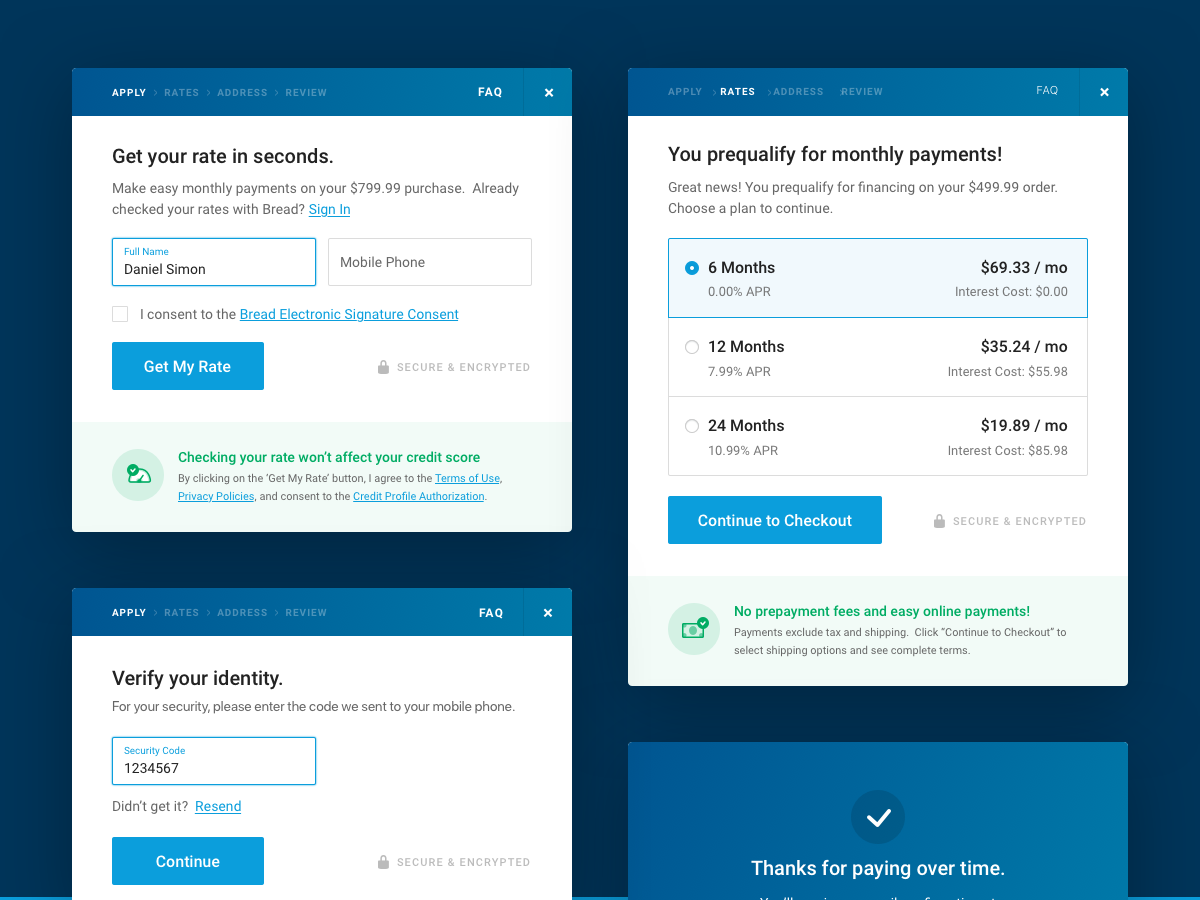 APPLY > RATES > ADDRESS > REVIEW
FAQ ×
Get your rate in seconds.
Make easy monthly payments on your $799.99 purchase. Already
checked your rates with Bread? Sign In
Full Name
Daniel Simon
Mobile Phone
I consent to the Bread Electronic Signature Consent
Get My Rate
SECURE & ENCRYPTED
Checking your rate won’t affect your credit score
By clicking on the ‘Get My Rate’ button, I agree to the Terms of Use,
Privacy Policies, and consent to the Credit Profile Authorization.
APPLY > RATES > ADDRESS > REVIEW
FAQ ×
Verify your identity.
For your security, please enter the code we sent to your mobile phone.
Security Code
1234567
Didn’t get it? Resend
Continue
SECURE & ENCRYPTED
APPLY > RATES > ADDRESS > REVIEW
FAQ ×
You prequalify for monthly payments!
Great news! You prequalify for financing on your $499.99 order.
Choose a plan to continue.
6 Months $69.33 / mo
0.00% APR Interest Cost: $0.00
12 Months $35.24 / mo
7.99% APR Interest Cost: $55.98
24 Months $19.89 / mo
10.99% APR Interest Cost: $85.98
Continue to Checkout
SECURE & ENCRYPTED
No prepayment fees and easy online payments!
Payments exclude tax and shipping. Click “Continue to Checkout” to
select shipping options and see complete terms.
Thanks for paying over time.